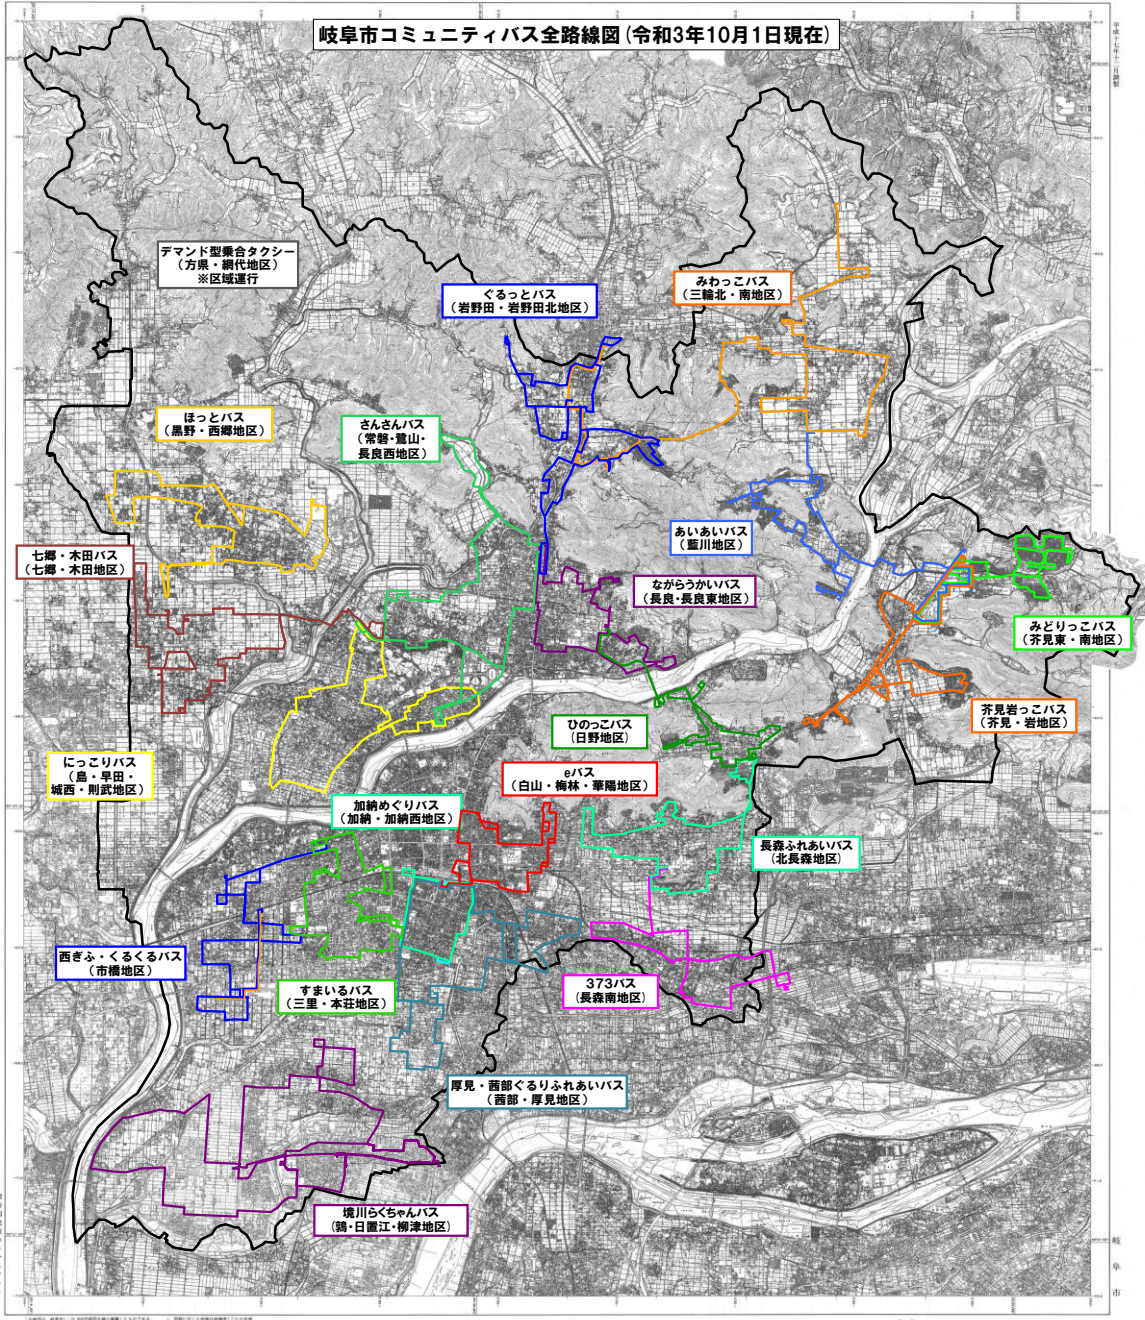 岐阜市コミュニティバス全路線図(令和3年10月1日現在)
平成十七年十二月調製
デマンド型乗合タクシー
(方県・網代地区)
※区域運行
ぐるっとバス
(岩野田・岩野田北地区)
みわっこバス
(三輪北・南地区)
ほっとバス
(黒野・西郷地区)
さんさんバス
(常磐・鷺山・
長良西地区)
あいあいバス
(藍川地区)
七郷・木田バス
(七郷・木田地区)
ながらうかいバス
(長良・長良東地区)
みどりっこバス
(芥見東・南地区)
芥見岩っこバス
(芥見・岩地区)
ひのっこバス
(日野地区)
にっこりバス
(島・早田・
城西・則武地区)
eバス
(白山・梅林・華陽地区)
加納めぐりバス
(加納・加納西地区)
長森ふれあいバス
(北長森地区)
西ぎふ・くるくるバス
(市橋地区)
すまいるバス
(三里・本荘地区)
373バス
(長森南地区)
厚見・茜部ぐるりふれあいバス
(茜部・厚見地区)
境川らくちゃんバス
(鶉・日置江・柳津地区)
岐阜市